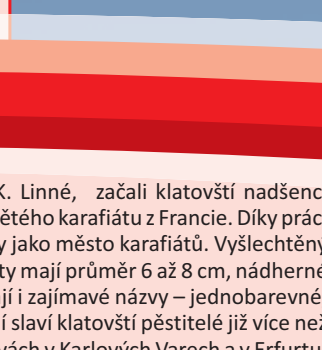 K. Linné,  začali klatovští nadšenc
ětého karafiátu z Francie. Díky prác
y jako město karafiátů. Vyšlechtěny
ty mají průměr 6 až 8 cm, nádherné
jí i zajímavé názvy – jednobarevné
í slaví klatovští pěstitelé již více než
vách v Karlových Varech a v Erfurtu